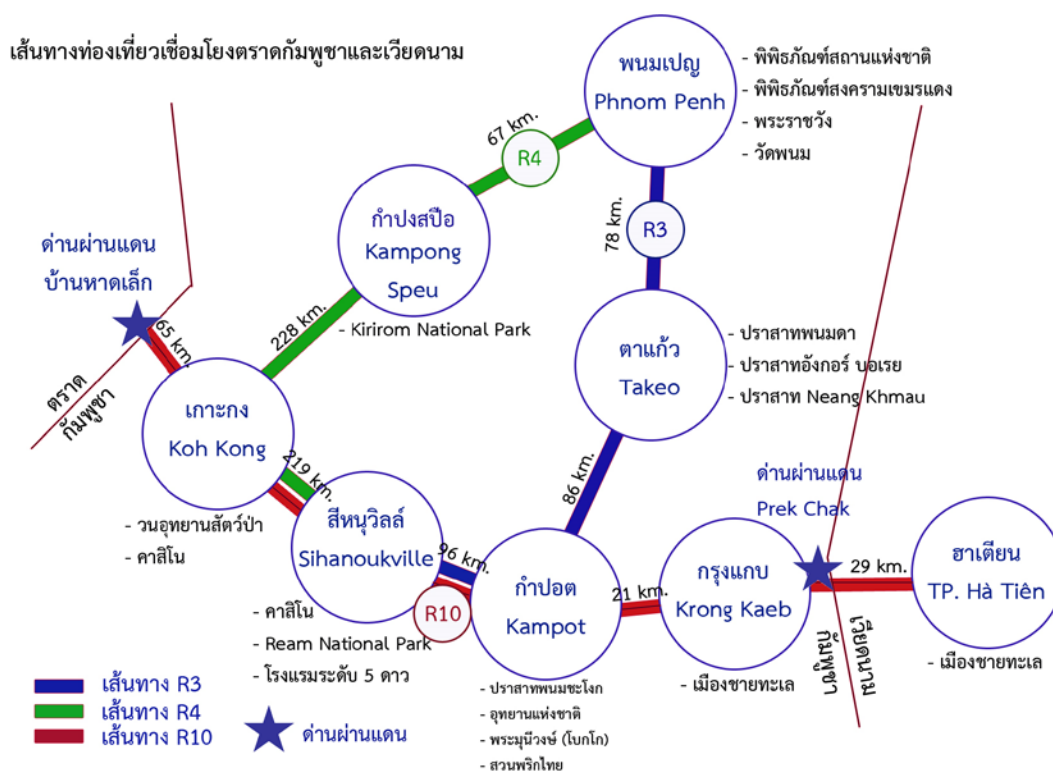 เส้นทางท่องเที่ยวเชื่อมโยงตราดกัมพูชาและเวียดนาม
พนมเปญ
Phnom Penh
- พิพิธภัณฑ์สถานแห่งชาติ
- พิพิธภัณฑ์สงครามเขมรแดง
- พระราชวัง
- วัดพนม
67 km.
R4
กำปงสปือ
Kampong
Speu
- Kirirom National Park
78 km.
R3
ด่านผ่านแดน
บ้านหาดเล็ก
65 km.
228 km.
ตราด
กัมพูชา
ตาแก้ว
Takeo
- ปราสาทพนมดา
- ปราสาทอังกอร์ บอเรย
- ปราสาท Neang Khmau
เกาะกง
Koh Kong
- วนอุทยานสัตว์ป่า
- คาสิโน
219 km.
86 km.
สีหนุวิลล์
Sihanoukville
- คาสิโน
- Ream National Park
- โรงแรมระดับ 5 ดาว
96 km.
R10
กำปอต
Kampot
- ปราสาทพนมชะโงก
- อุทยานแห่งชาติ
- พระมุนีวงษ์ (โบกโก)
- สวนพริกไทย
21 km.
กรุงแกบ
Krong Kaeb
- เมืองชายทะเล
ด่านผ่านแดน
Prek Chak
29 km.
เวียดนาม
กัมพูชา
ฮาเตียน
TP. Hà Tiên
- เมืองชายทะเล
เส้นทาง R3
เส้นทาง R4
เส้นทาง R10
ด่านผ่านแดน